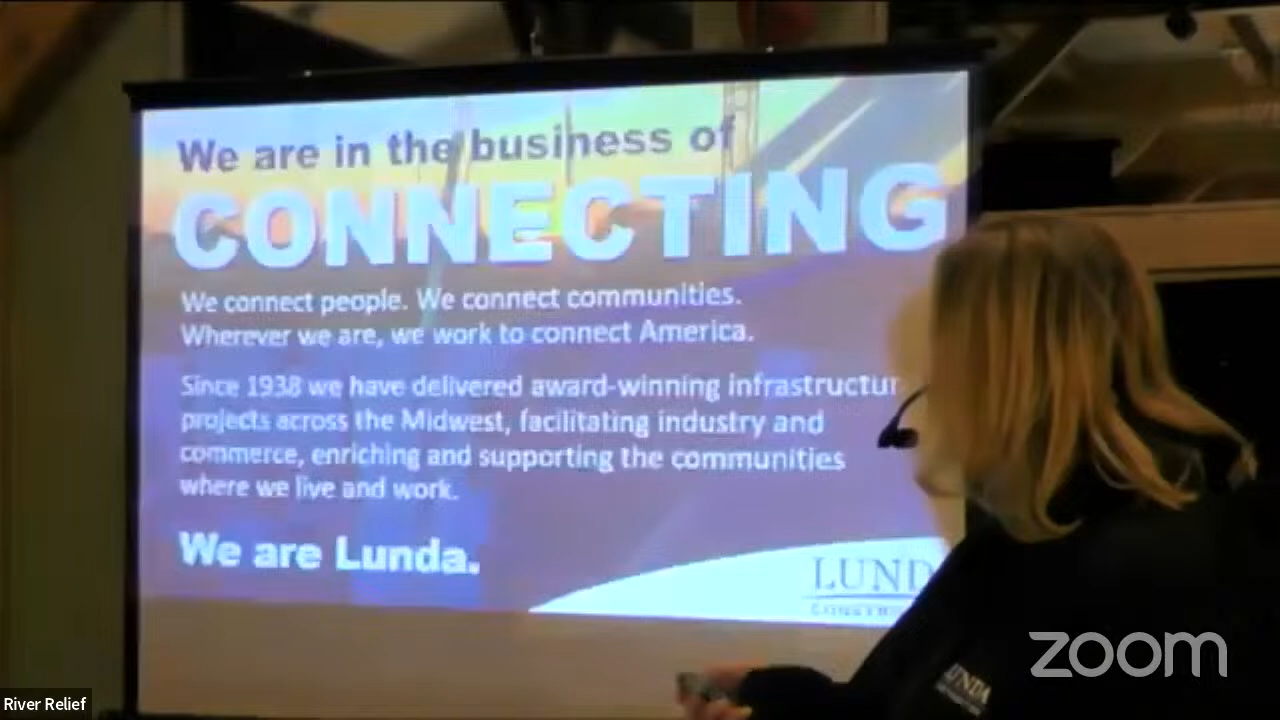 We are in the business of
CONNECTING
We connect people. We connect communities.
Wherever we are, we work to connect America.
Since 1938 we have delivered award-winning infrastructur
projects across the Midwest, facilitating industry and
commerce, enriching and supporting the communities
where we live and work.
We are Lunda.
LUND
zoom
River Relief